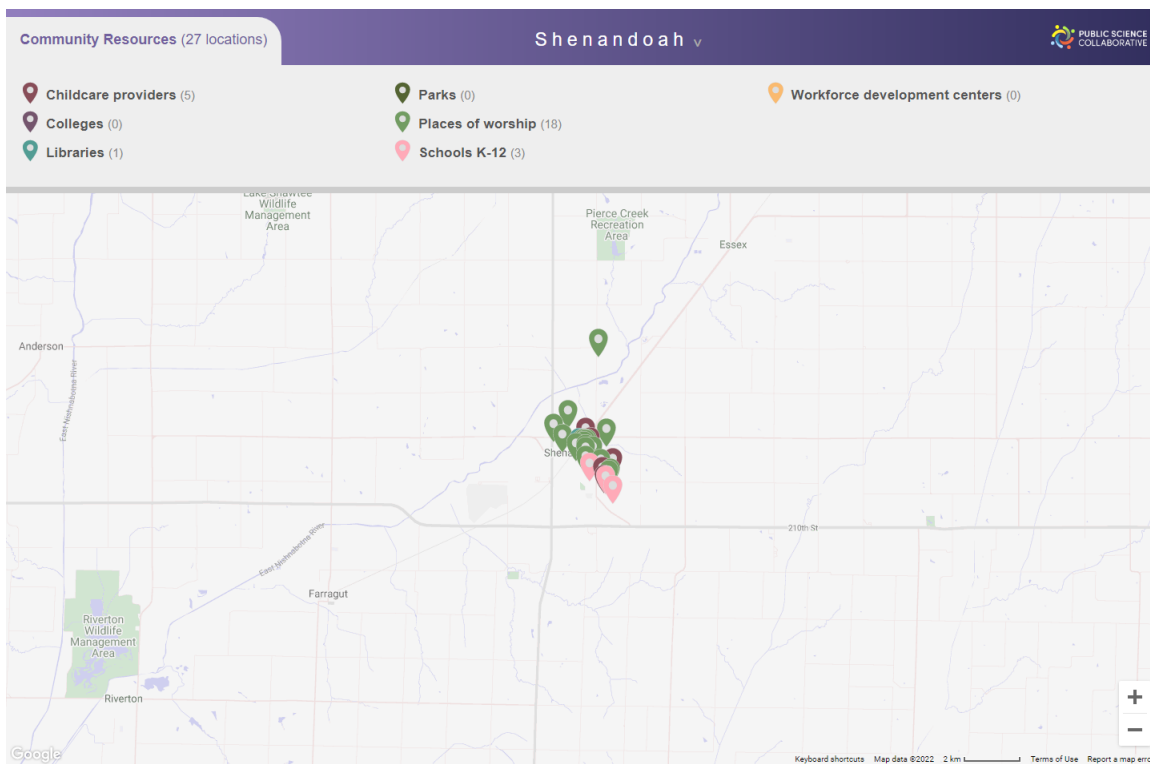 Community Resources (27 locations)
Shenandoah v
PUBLIC SCIENCE
COLLABORATIVE
Childcare providers (5)
Parks (0)
Workforce development centers (0)
Colleges (0)
Places of worship (18)
Libraries (1)
Schools K-12 (3)
Lake Shawtee
Wildlife
Management
Area
Pierce Creek
Recreation
Area
Essex
Anderson
East Nishnabotna River
210th St
East Nishnabotna River
Farragut
Riverton
Wildlife
Management
Area
Riverton
+
−
Google
Keyboard shortcuts Map data ©2022 2 km Terms of Use Report a map erro